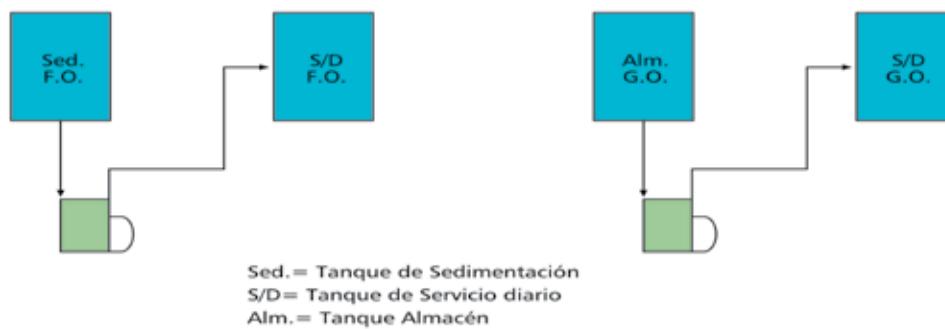 Sed.
F.O.
S/D
F.O.
Alm.
G.O.
S/D
G.O.
Sed.= Tanque de Sedimentación
S/D= Tanque de Servicio diario
Alm.= Tanque Almacén